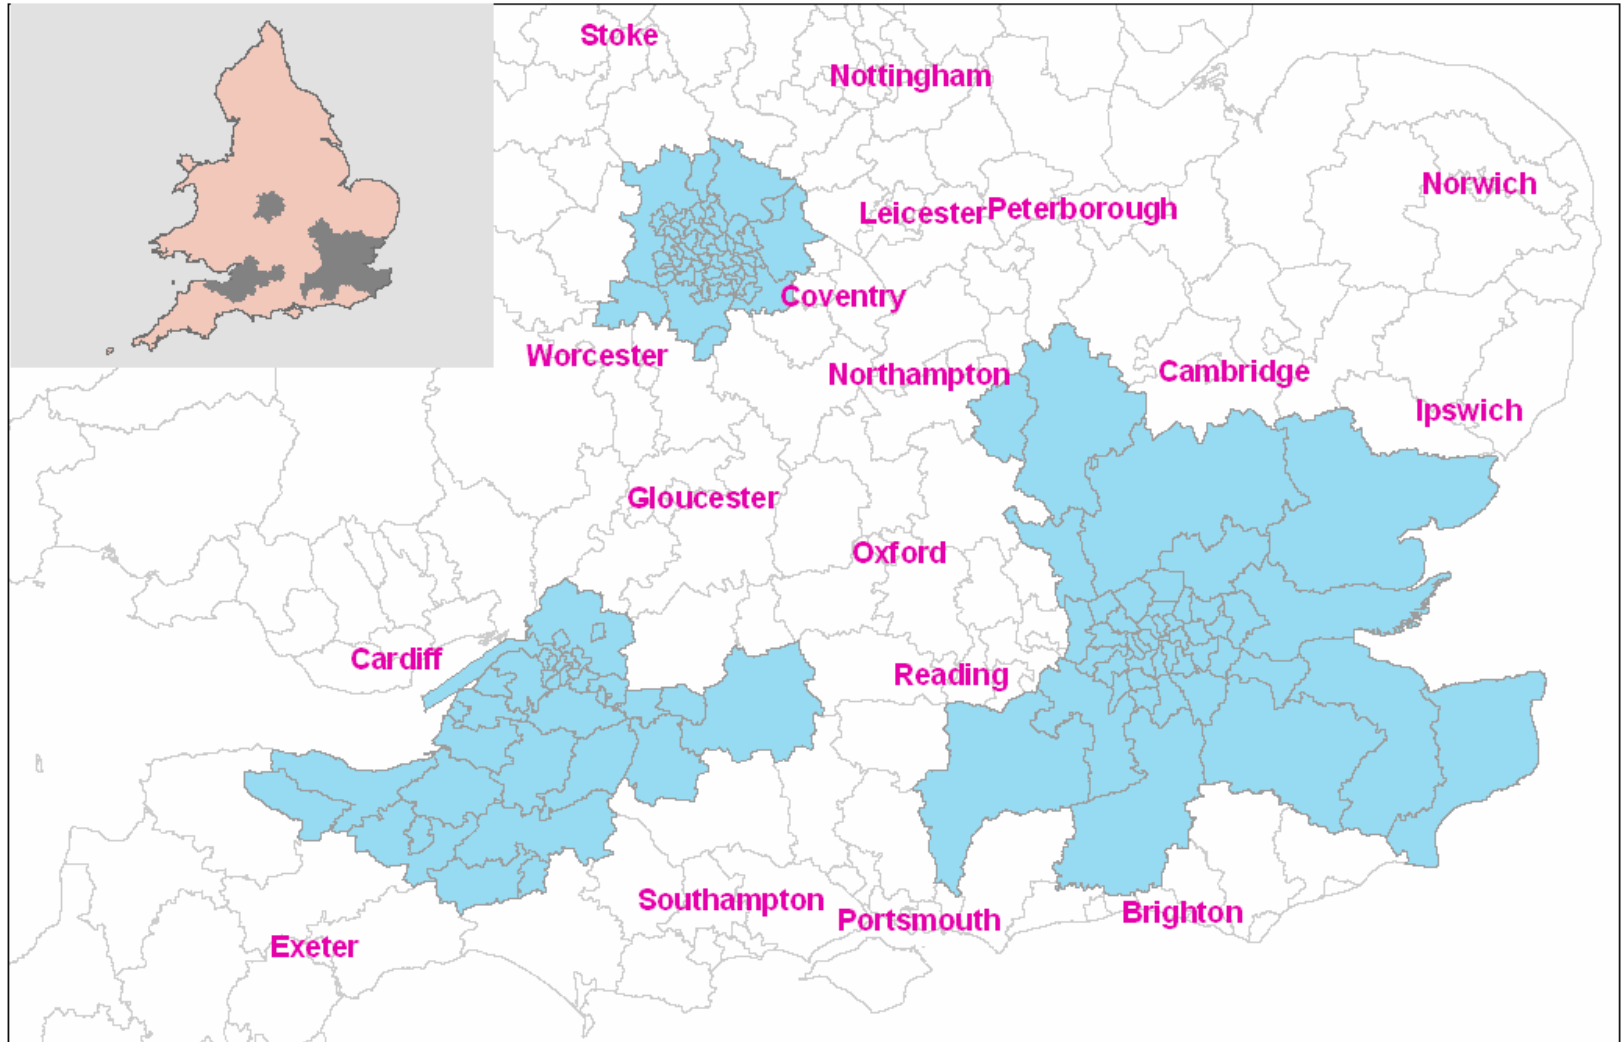 Stoke
Nottingham
Norwich
Leicester
Peterborough
Coventry
Worcester
Northampton
Cambridge
Ipswich
Gloucester
Oxford
Cardiff
Reading
Southampton
Portsmouth
Brighton
Exeter